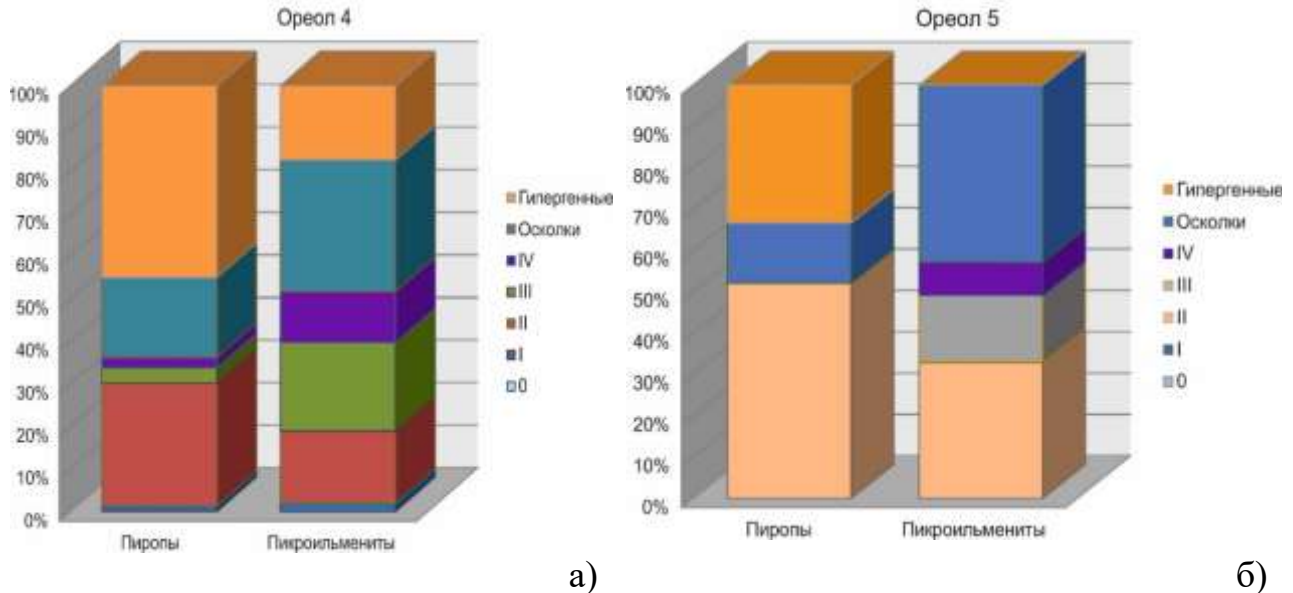 Ореол 4
100%
90%
80%
70%
60%
50%
40%
30%
20%
10%
0%
Пиропы
Пикроильмениты
Гипергенные
Осколки
IV
III
II
I
0
а)
Ореол 5
100%
90%
80%
70%
60%
50%
40%
30%
20%
10%
0%
Пиропы
Пикроильмениты
Гипергенные
Осколки
IV
III
II
I
0
б)